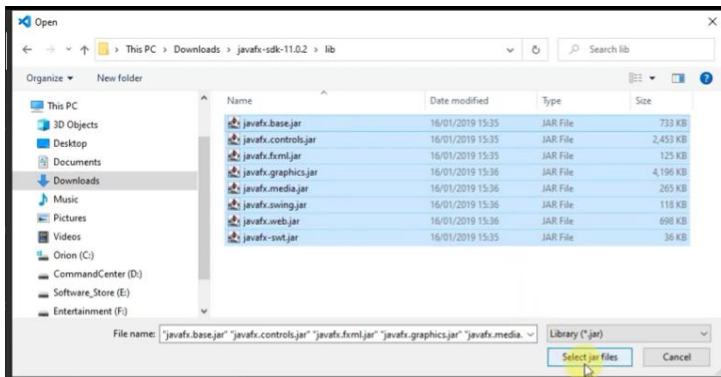 Open
This PC > Downloads > javafx-sdk-11.0.2 > lib
Search lib
Organize New folder
Name Date modified Type Size
This PC
3D Objects
Desktop
Documents
Downloads
Music
Pictures
Videos
Orion (C:)
CommandCenter (D:)
Software_Store (E:)
Entertainment (F:)
javafx.base.jar 16/01/2019 15:35 JAR File 733 KB
javafx.controls.jar 16/01/2019 15:35 JAR File 2,453 KB
javafx.fxml.jar 16/01/2019 15:35 JAR File 125 KB
javafx.graphics.jar 16/01/2019 15:36 JAR File 4,196 KB
javafx.media.jar 16/01/2019 15:36 JAR File 265 KB
javafx.swing.jar 16/01/2019 15:36 JAR File 118 KB
javafx.web.jar 16/01/2019 15:36 JAR File 698 KB
javafx-swt.jar 16/01/2019 15:35 JAR File 36 KB
File name: "javafx.base.jar" "javafx.controls.jar" "javafx.fxml.jar" "javafx.graphics.jar" "javafx.media.
Library (*.jar)
Select jar files Cancel